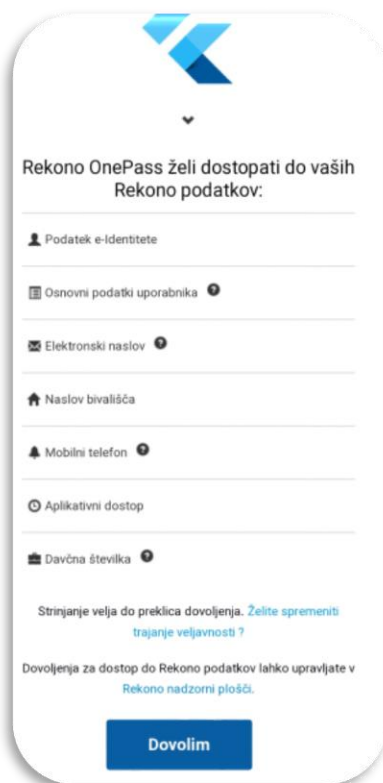 Rekono OnePass želi dostopati do vaših
Rekono podatkov:
Podatek e-Identitete
Osnovni podatki uporabnika ?
Elektronski naslov ?
Naslov bivališča
Mobilni telefon ?
Aplikativni dostop
Davčna številka ?
Strinjanje velja do preklica dovoljenja. Želite spremeniti
trajanje veljavnosti ?
Dovoljenja za dostop do Rekono podatkov lahko upravljate v
Rekono nadzorni plošči.
Dovolim